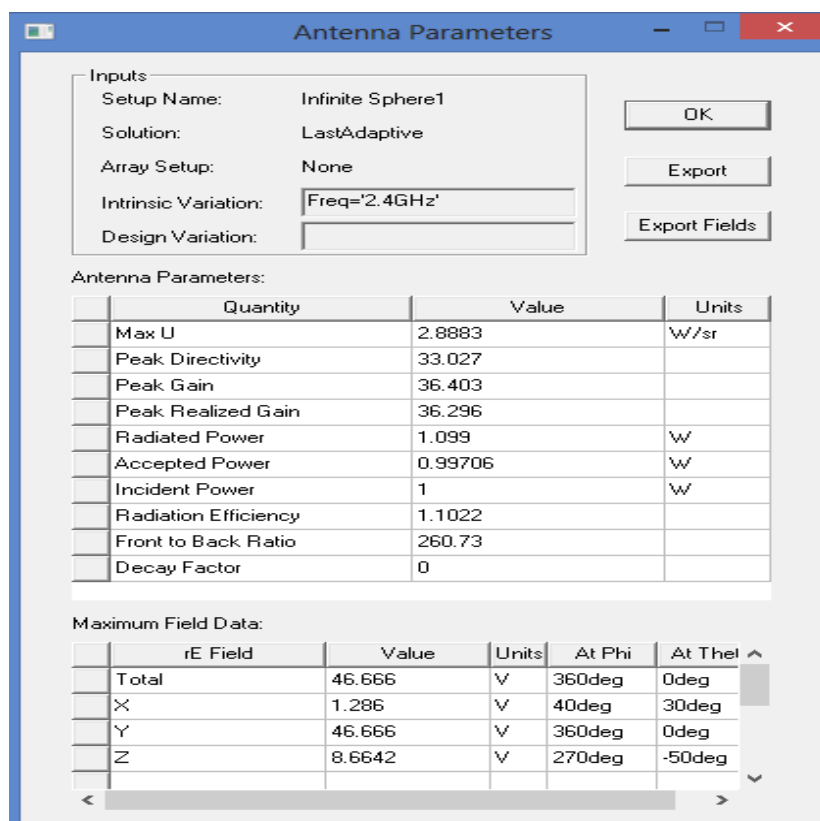 Antenna Parameters
Inputs
Setup Name: Infinite Sphere1
OK
Solution: LastAdaptive
Array Setup: None
Export
Intrinsic Variation: Freq='2.4GHz'
Export Fields
Design Variation:
Antenna Parameters:
Quantity Value Units
Max U 2.8883 W/sr
Peak Directivity 33.027
Peak Gain 36.403
Peak Realized Gain 36.296
Radiated Power 1.099 W
Accepted Power 0.99706 W
Incident Power 1 W
Radiation Efficiency 1.1022
Front to Back Ratio 260.73
Decay Factor 0
Maximum Field Data:
rE Field Value Units At Phi At Thet
Total 46.666 V 360deg 0deg
X 1.286 V 40deg 30deg
Y 46.666 V 360deg 0deg
Z 8.6642 V 270deg -50deg